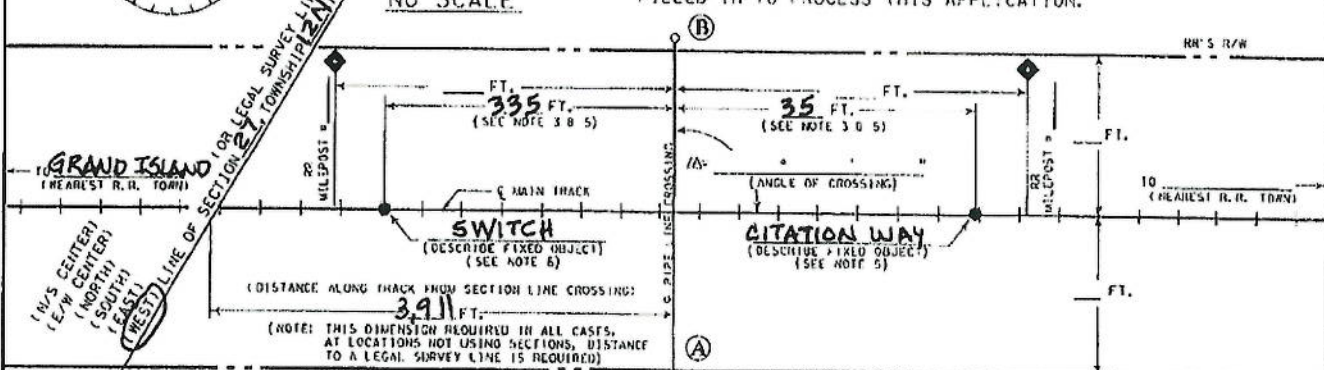 NO SCALE
FILLED IN TO PROCESS THIS APPLICATION.
B
RR'S R/W
FT.
FT.
335 FT.
35 FT.
(SEE NOTE 3 & 5)
(SEE NOTE 3 & 5)
FT.
LINE OF SECTION 27, TOWNSHIP 12N
(OR LEGAL SURVEY
RR MILEPOST =
RR MILEPOST =
TO GRAND ISLAND
(NEAREST R.R. TOWN)
(ANGLE OF CROSSING)
TO
(NEAREST R.R. TOWN)
MAIN TRACK
PIPE LINE CROSSING
SWITCH
(DESCRIBE FIXED OBJECT)
(SEE NOTE 6)
CITATION WAY
(DESCRIBE FIXED OBJECT)
(SEE NOTE 5)
(N/S CENTER)
(E/W CENTER)
(NORTH)
(SOUTH)
(EAST)
(WEST)
(DISTANCE ALONG TRACK FROM SECTION LINE CROSSING)
3,911 FT.
FT.
(NOTE: THIS DIMENSION REQUIRED IN ALL CASES,
AT LOCATIONS NOT USING SECTIONS, DISTANCE
TO A LEGAL SURVEY LINE IS REQUIRED)
A